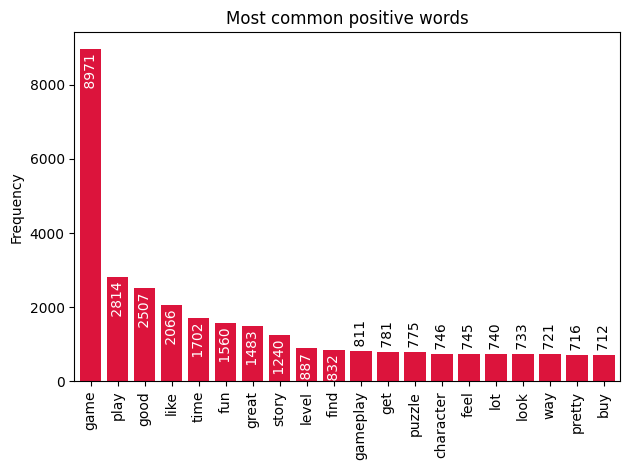 Most common positive words
Frequency
8000
6000
4000
2000
0
8971
2814
2507
2066
1702
1560
1483
1240
887
832
811
781
775
746
745
740
733
721
716
712
game
play
good
like
time
fun
great
story
level
find
gameplay
get
puzzle
character
feel
lot
look
way
pretty
buy